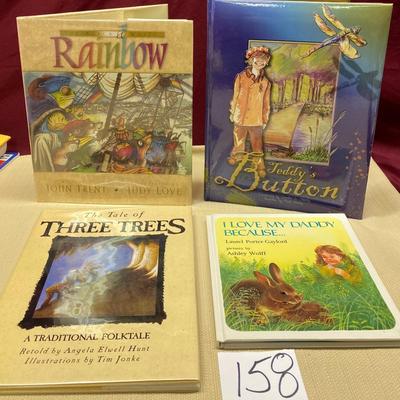 Rainbow
JOHN TRENT • JUDY LOVE
Teddy's
Button
The Tale of
THREE TREES
A TRADITIONAL FOLKTALE
Retold by Angela Elwell Hunt
Illustrations by Tim Jonke
I LOVE MY DADDY
BECAUSE...
Laurel Porter-Gaylord
pictures by
Ashley Wolff
158